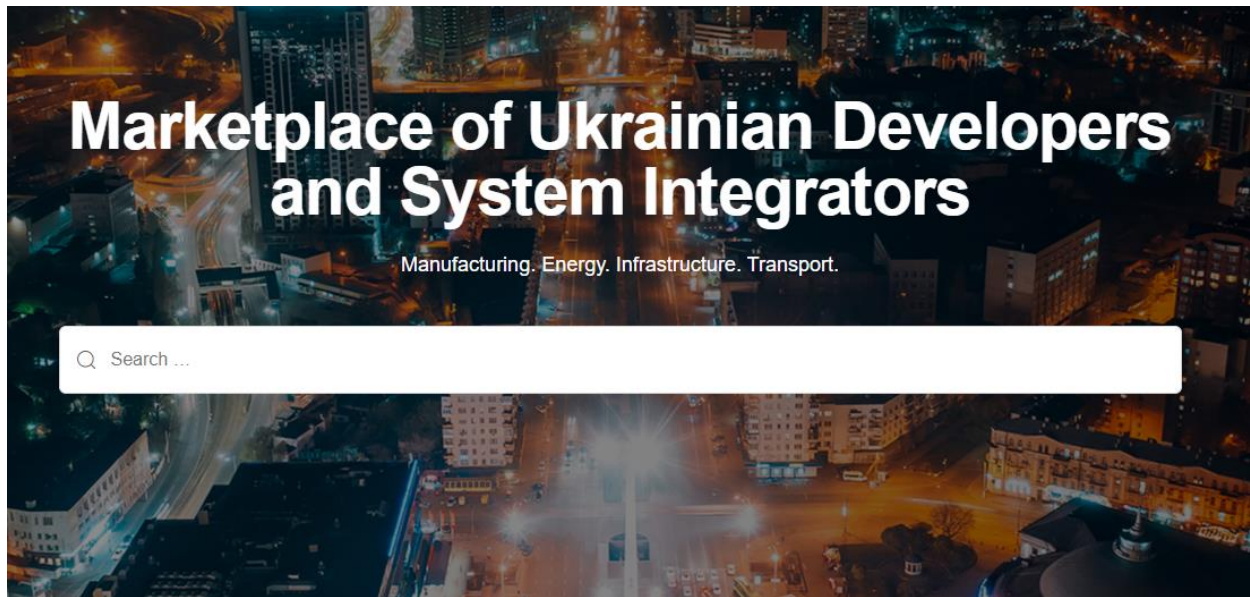 Marketplace of Ukrainian Developers
and System Integrators
Manufacturing. Energy. Infrastructure. Transport.
Search ...